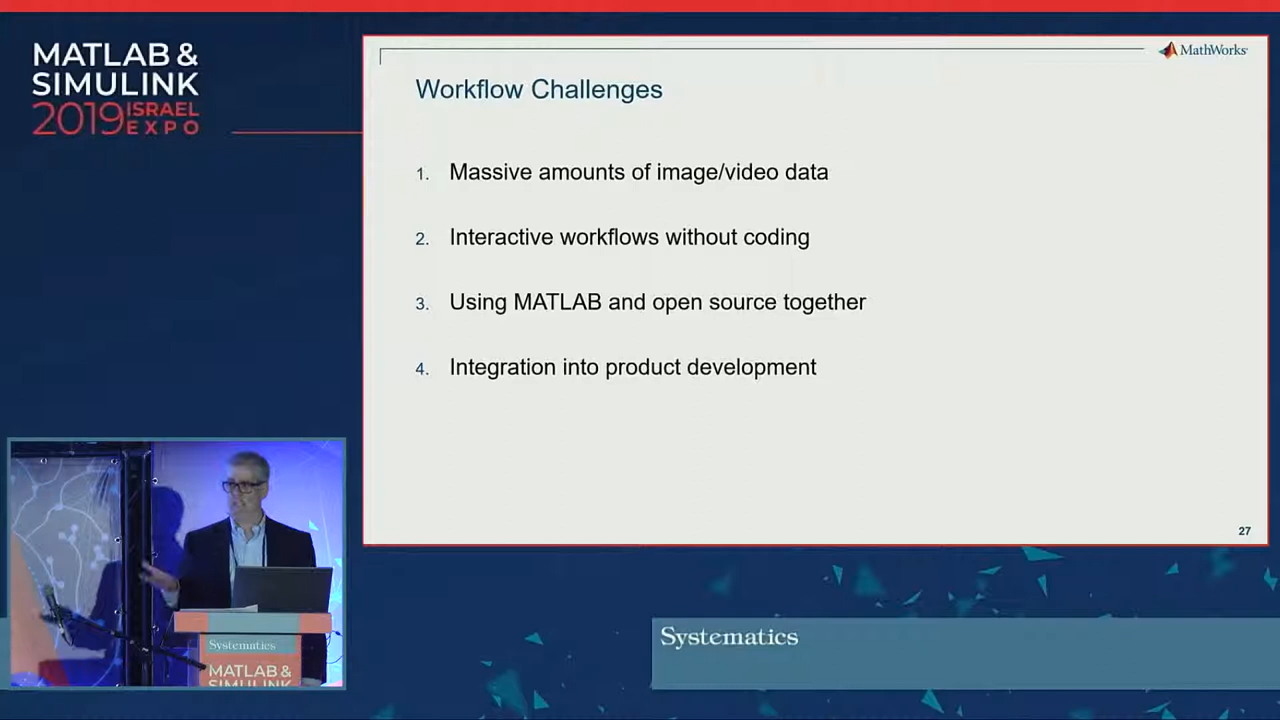 MATLAB &
SIMULINK
2019 ISRAEL
EXPO
MathWorks
Workflow Challenges
1. Massive amounts of image/video data
2. Interactive workflows without coding
3. Using MATLAB and open source together
4. Integration into product development
27
Systematics
MATLAB &
SIMULINK
Systematics